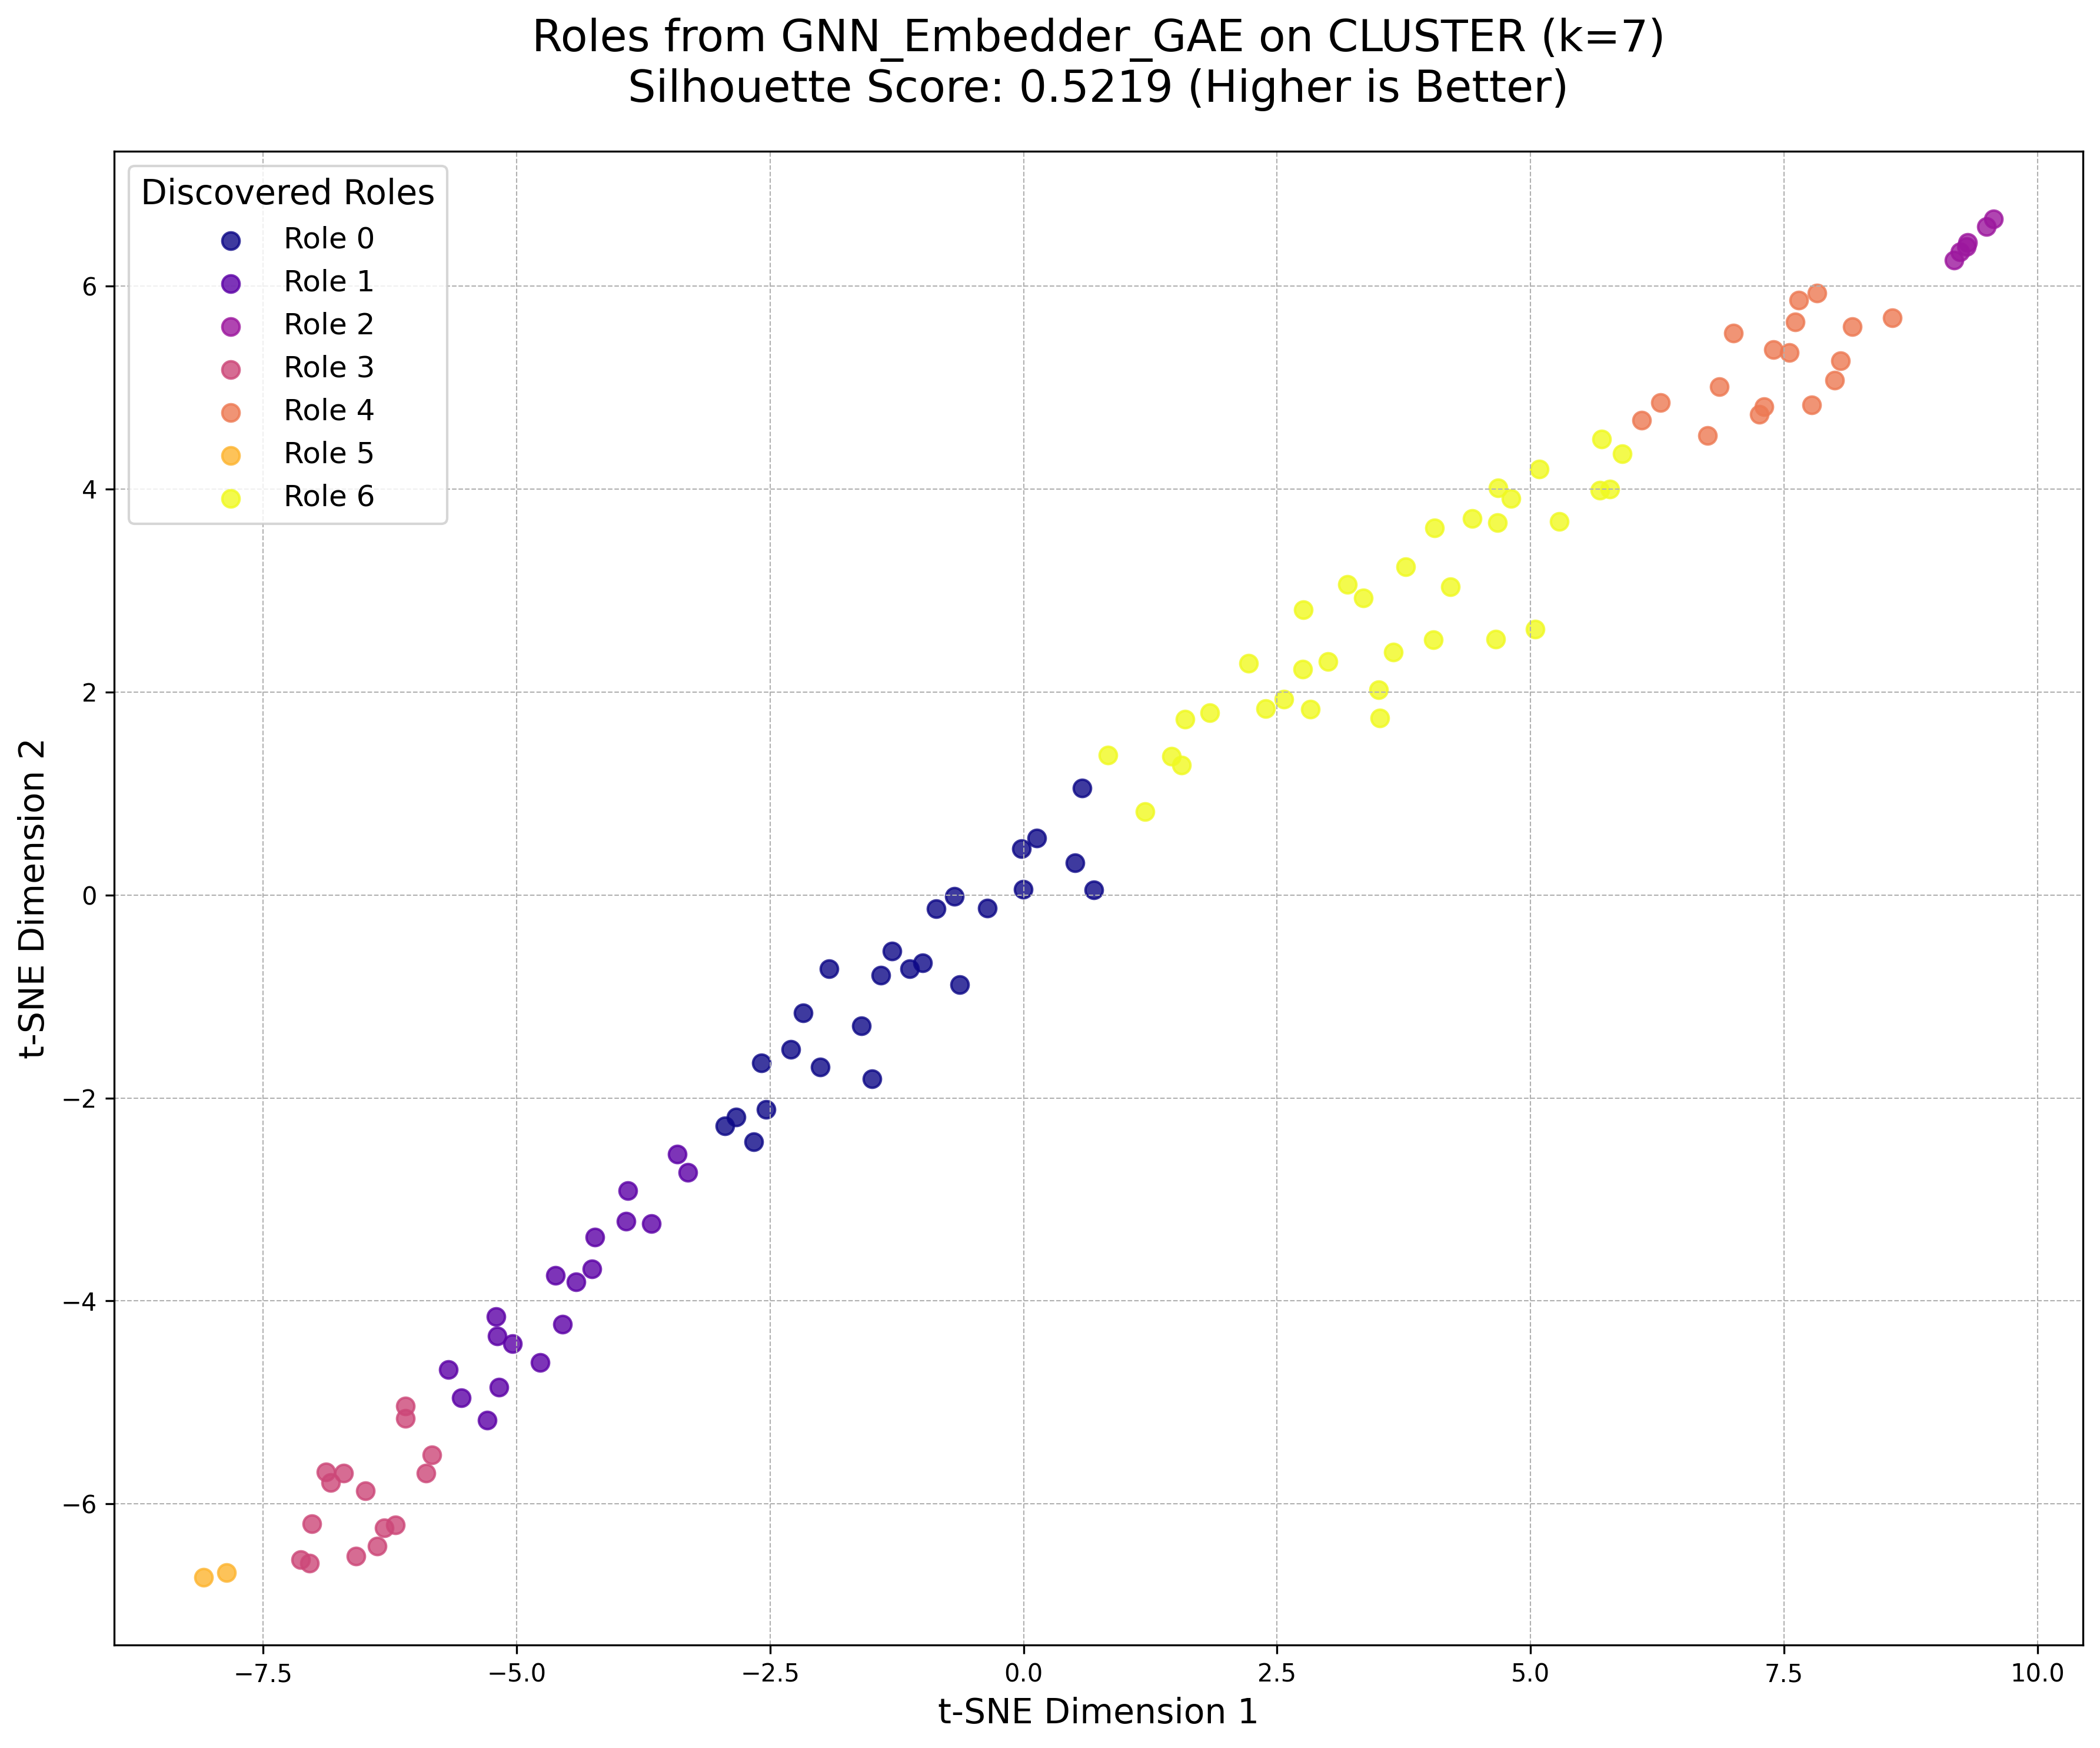 Roles from GNN_Embedder_GAE on CLUSTER (k=7)
Silhouette Score: 0.5219 (Higher is Better)
Discovered Roles
Role 0
Role 1
Role 2
Role 3
Role 4
Role 5
Role 6
t-SNE Dimension 2
6
4
2
0
−2
−4
−6
−7.5
−5.0
−2.5
0.0
2.5
5.0
7.5
10.0
t-SNE Dimension 1